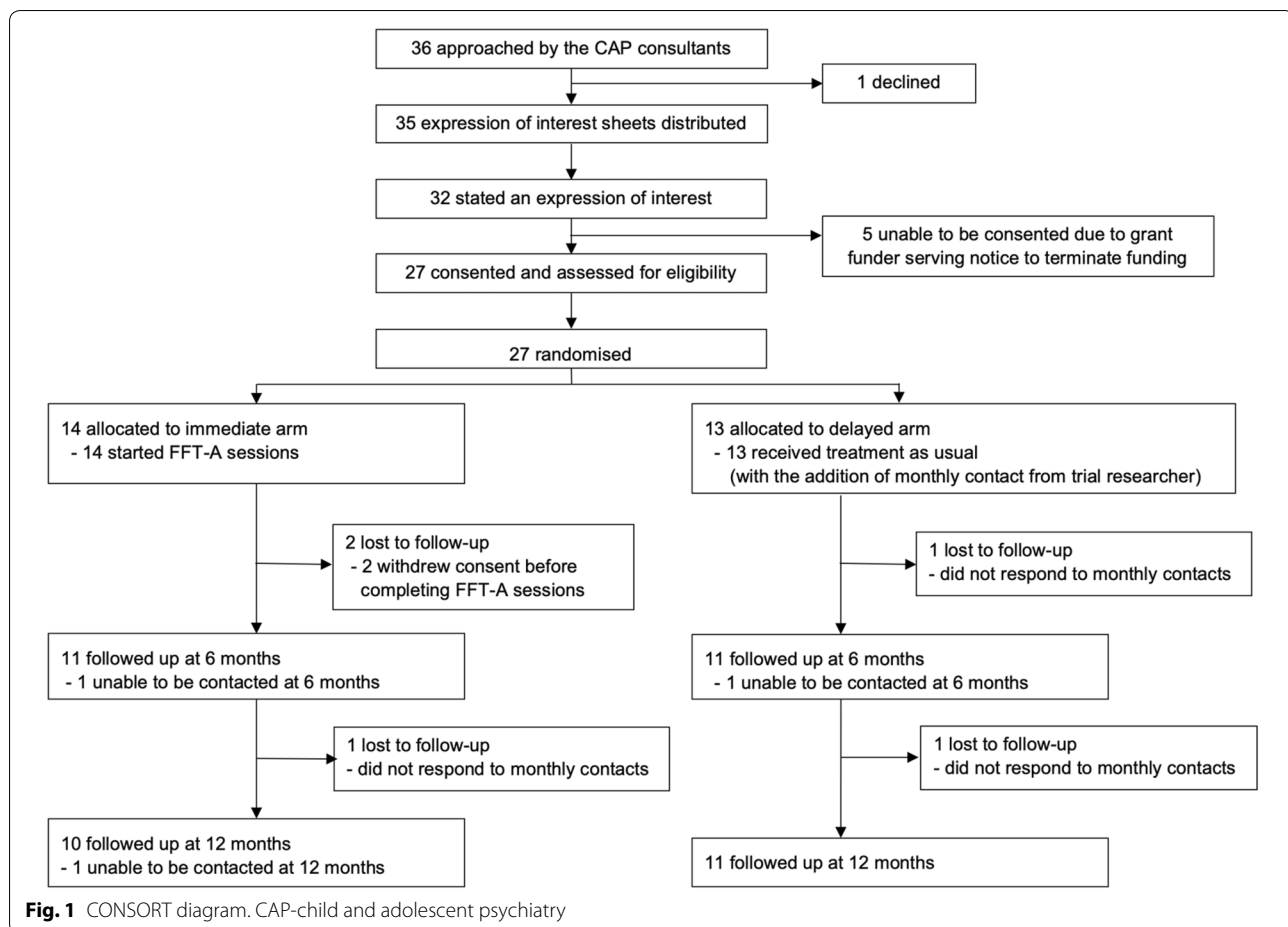 36 approached by the CAP consultants
1 declined
35 expression of interest sheets distributed
32 stated an expression of interest
5 unable to be consented due to grant
funder serving notice to terminate funding
27 consented and assessed for eligibility
27 randomised
14 allocated to immediate arm
- 14 started FFT-A sessions
13 allocated to delayed arm
- 13 received treatment as usual
(with the addition of monthly contact from trial researcher)
2 lost to follow-up
- 2 withdrew consent before
completing FFT-A sessions
1 lost to follow-up
- did not respond to monthly contacts
11 followed up at 6 months
- 1 unable to be contacted at 6 months
11 followed up at 6 months
- 1 unable to be contacted at 6 months
1 lost to follow-up
- did not respond to monthly contacts
1 lost to follow-up
- did not respond to monthly contacts
10 followed up at 12 months
- 1 unable to be contacted at 12 months
11 followed up at 12 months
Fig. 1 CONSORT diagram. CAP-child and adolescent psychiatry